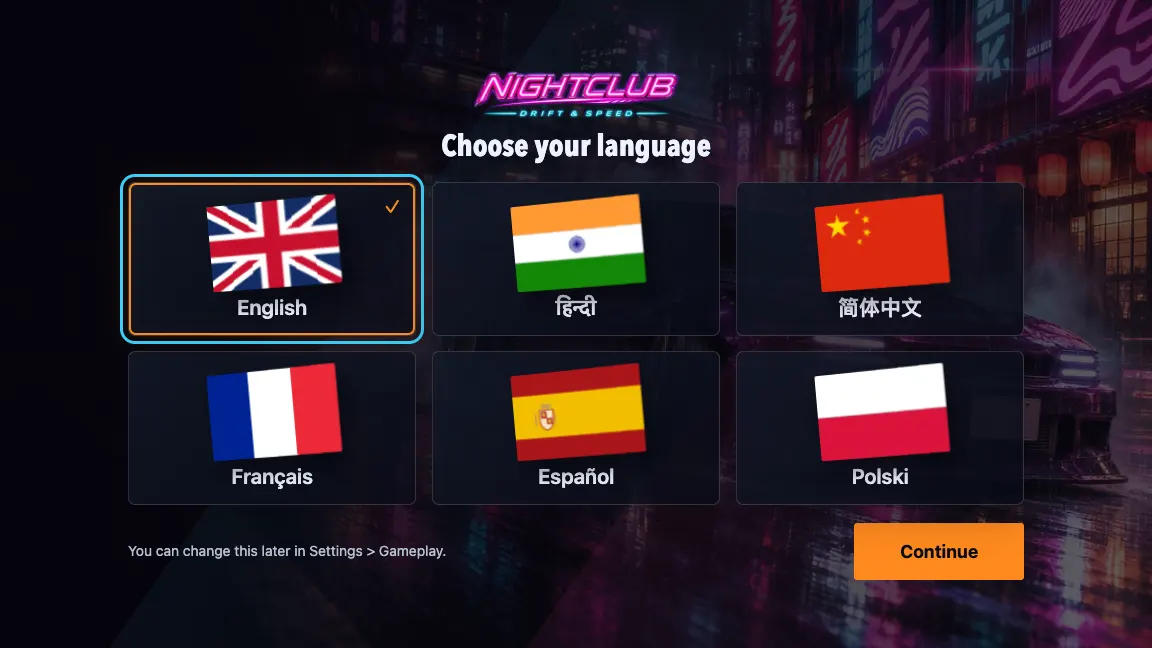 NIGHTCLUB
DRIFT & SPEED
Choose your language
English
हिन्दी
简体中文
Français
Español
Polski
You can change this later in Settings > Gameplay.
Continue